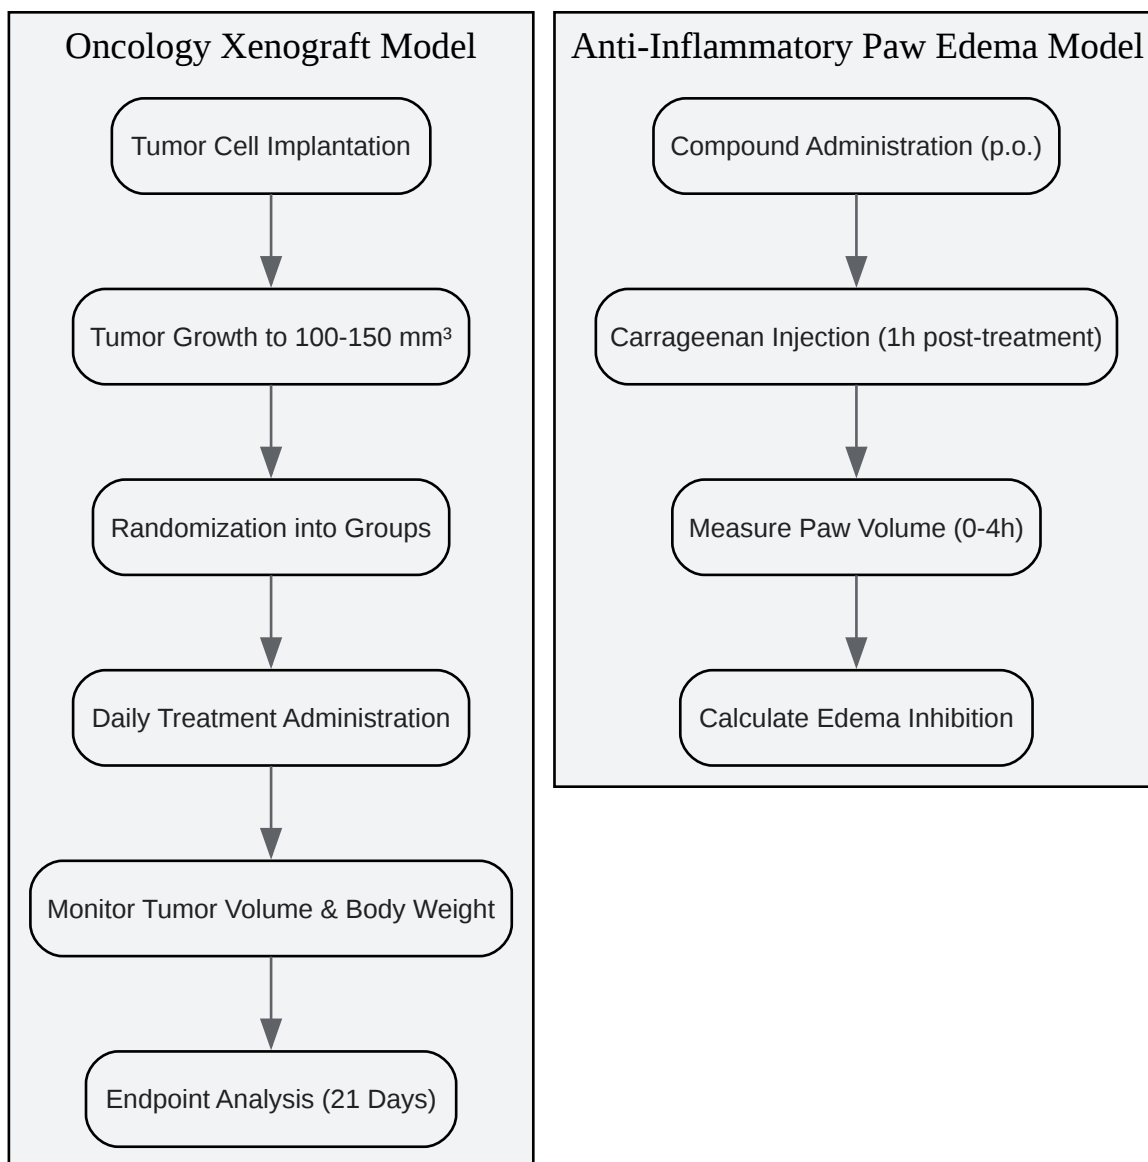 Oncology Xenograft Model
Tumor Cell Implantation
Tumor Growth to 100-150 mm³
Randomization into Groups
Daily Treatment Administration
Monitor Tumor Volume & Body Weight
Endpoint Analysis (21 Days)
Anti-Inflammatory Paw Edema Model
Compound Administration (p.o.)
Carrageenan Injection (1h post-treatment)
Measure Paw Volume (0-4h)
Calculate Edema Inhibition